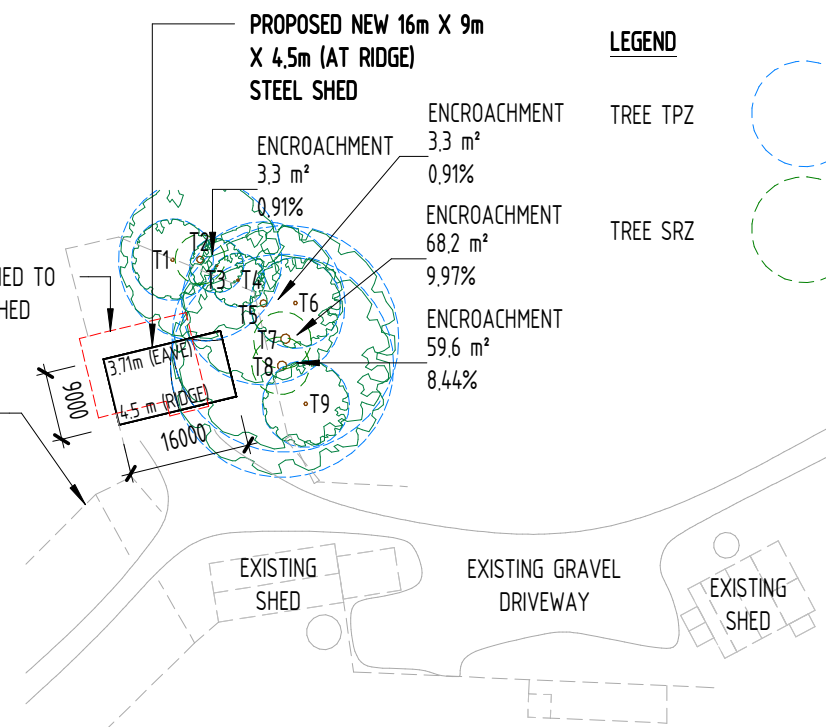 PROPOSED NEW 16m X 9m
X 4.5m (AT RIDGE)
STEEL SHED
LEGEND
TREE TPZ
TREE SRZ
ENCROACHMENT
3.3 m²
0.91%
ENCROACHMENT
3.3 m²
0.91%
ENCROACHMENT
68.2 m²
9.97%
ENCROACHMENT
59.6 m²
8.44%
T1
T2
T3
T4
T5
T6
T7
T8
T9
TO
3.71m (EAVE)
4.5 m (RIDGE)
9000
16000
EXISTING
SHED
EXISTING GRAVEL
DRIVEWAY
EXISTING
SHED